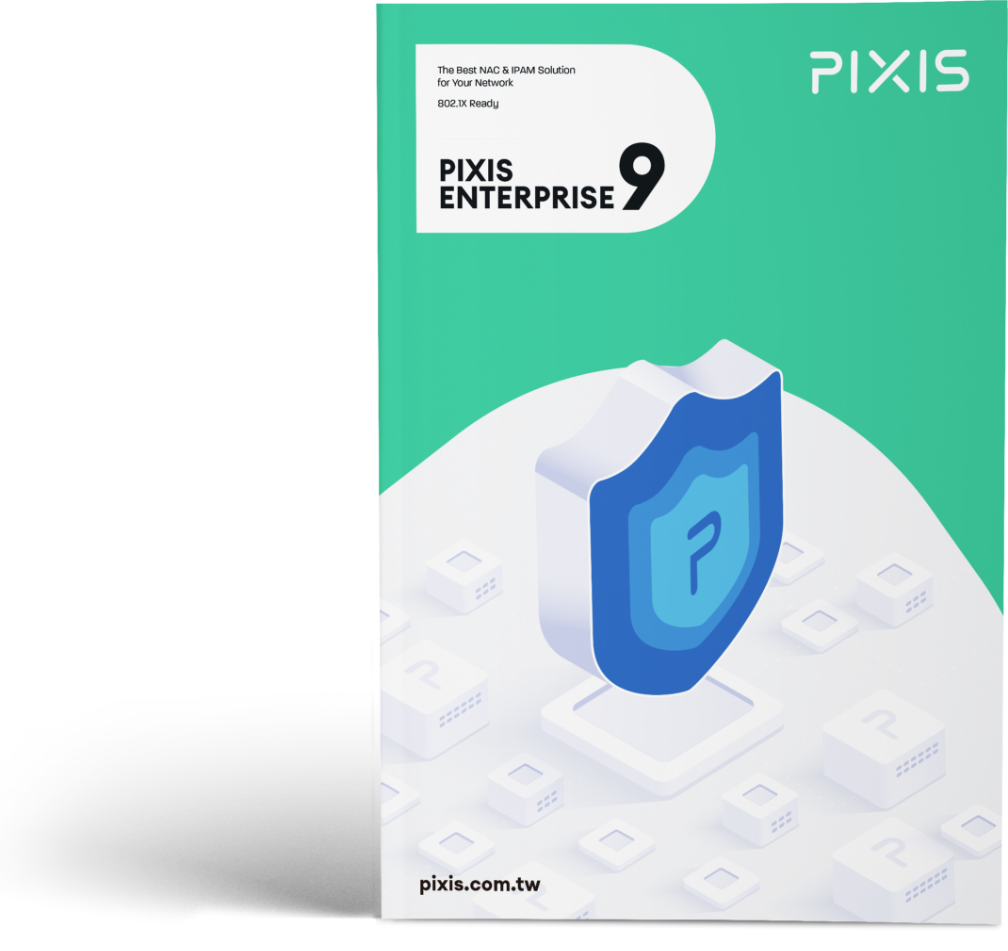 The Best NAC & IPAM Solution
for Your Network
802.1X Ready
PIXIS
ENTERPRISE 9
PIXIS
P
pixis.com.tw